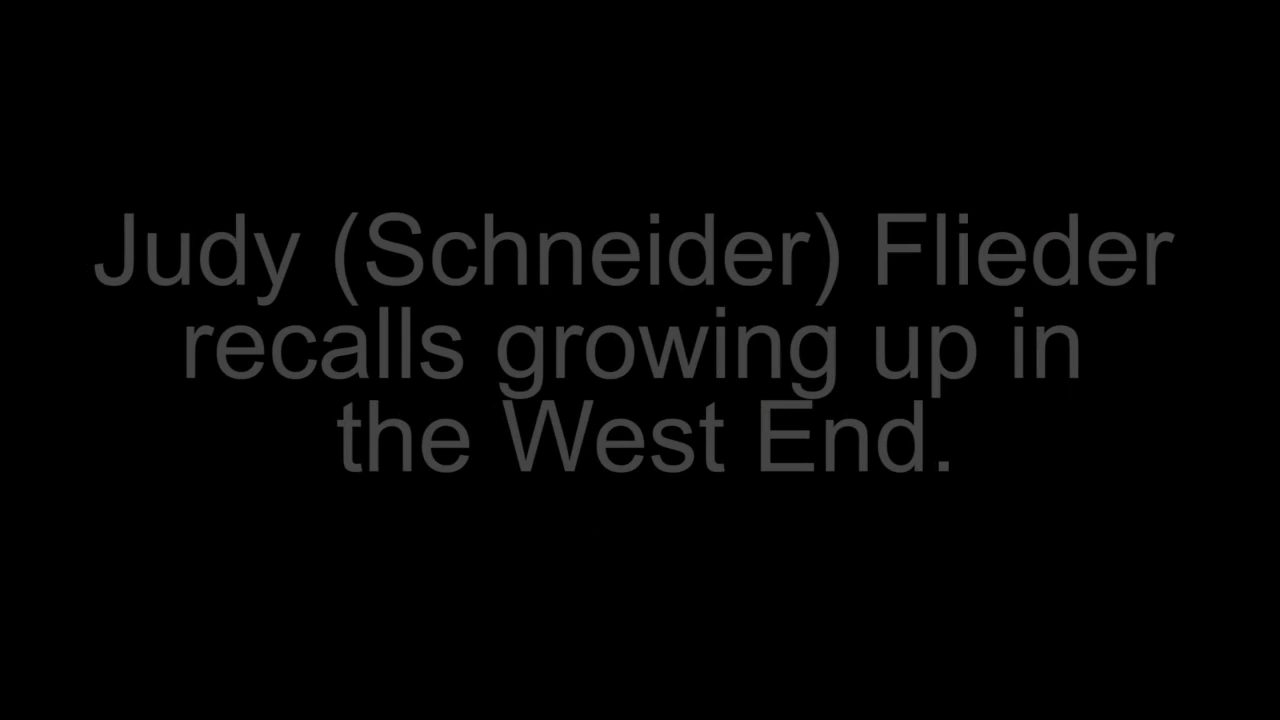 Judy (Schneider) Flieder
recalls growing up in
the West End.